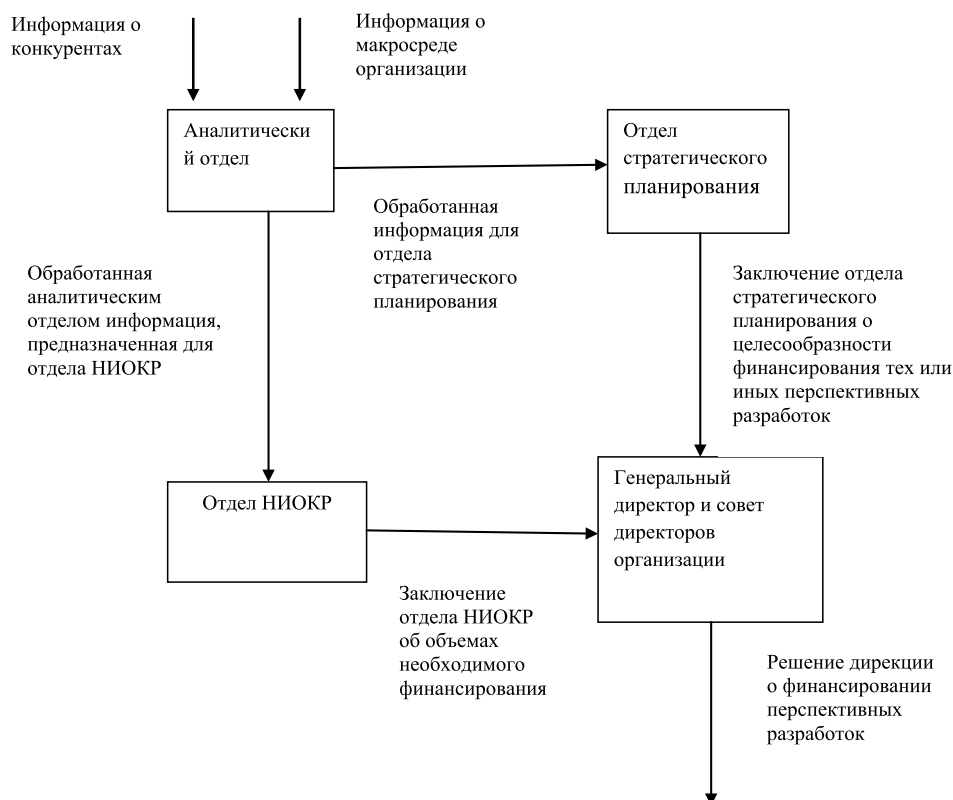 Информация о
конкурентах
Информация о
макросреде
организации
Аналитически
й отдел
Отдел
стратегического
планирования
Обработанная
информация для
отдела
стратегического
планирования
Обработанная
аналитическим
отделом информация,
предназначенная для
отдела НИОКР
Заключение отдела
стратегического
планирования о
целесообразности
финансирования тех или
иных перспективных
разработок
Отдел НИОКР
Генеральный
директор и совет
директоров
организации
Заключение
отдела НИОКР
об объемах
необходимого
финансирования
Решение дирекции
о финансировании
перспективных
разработок